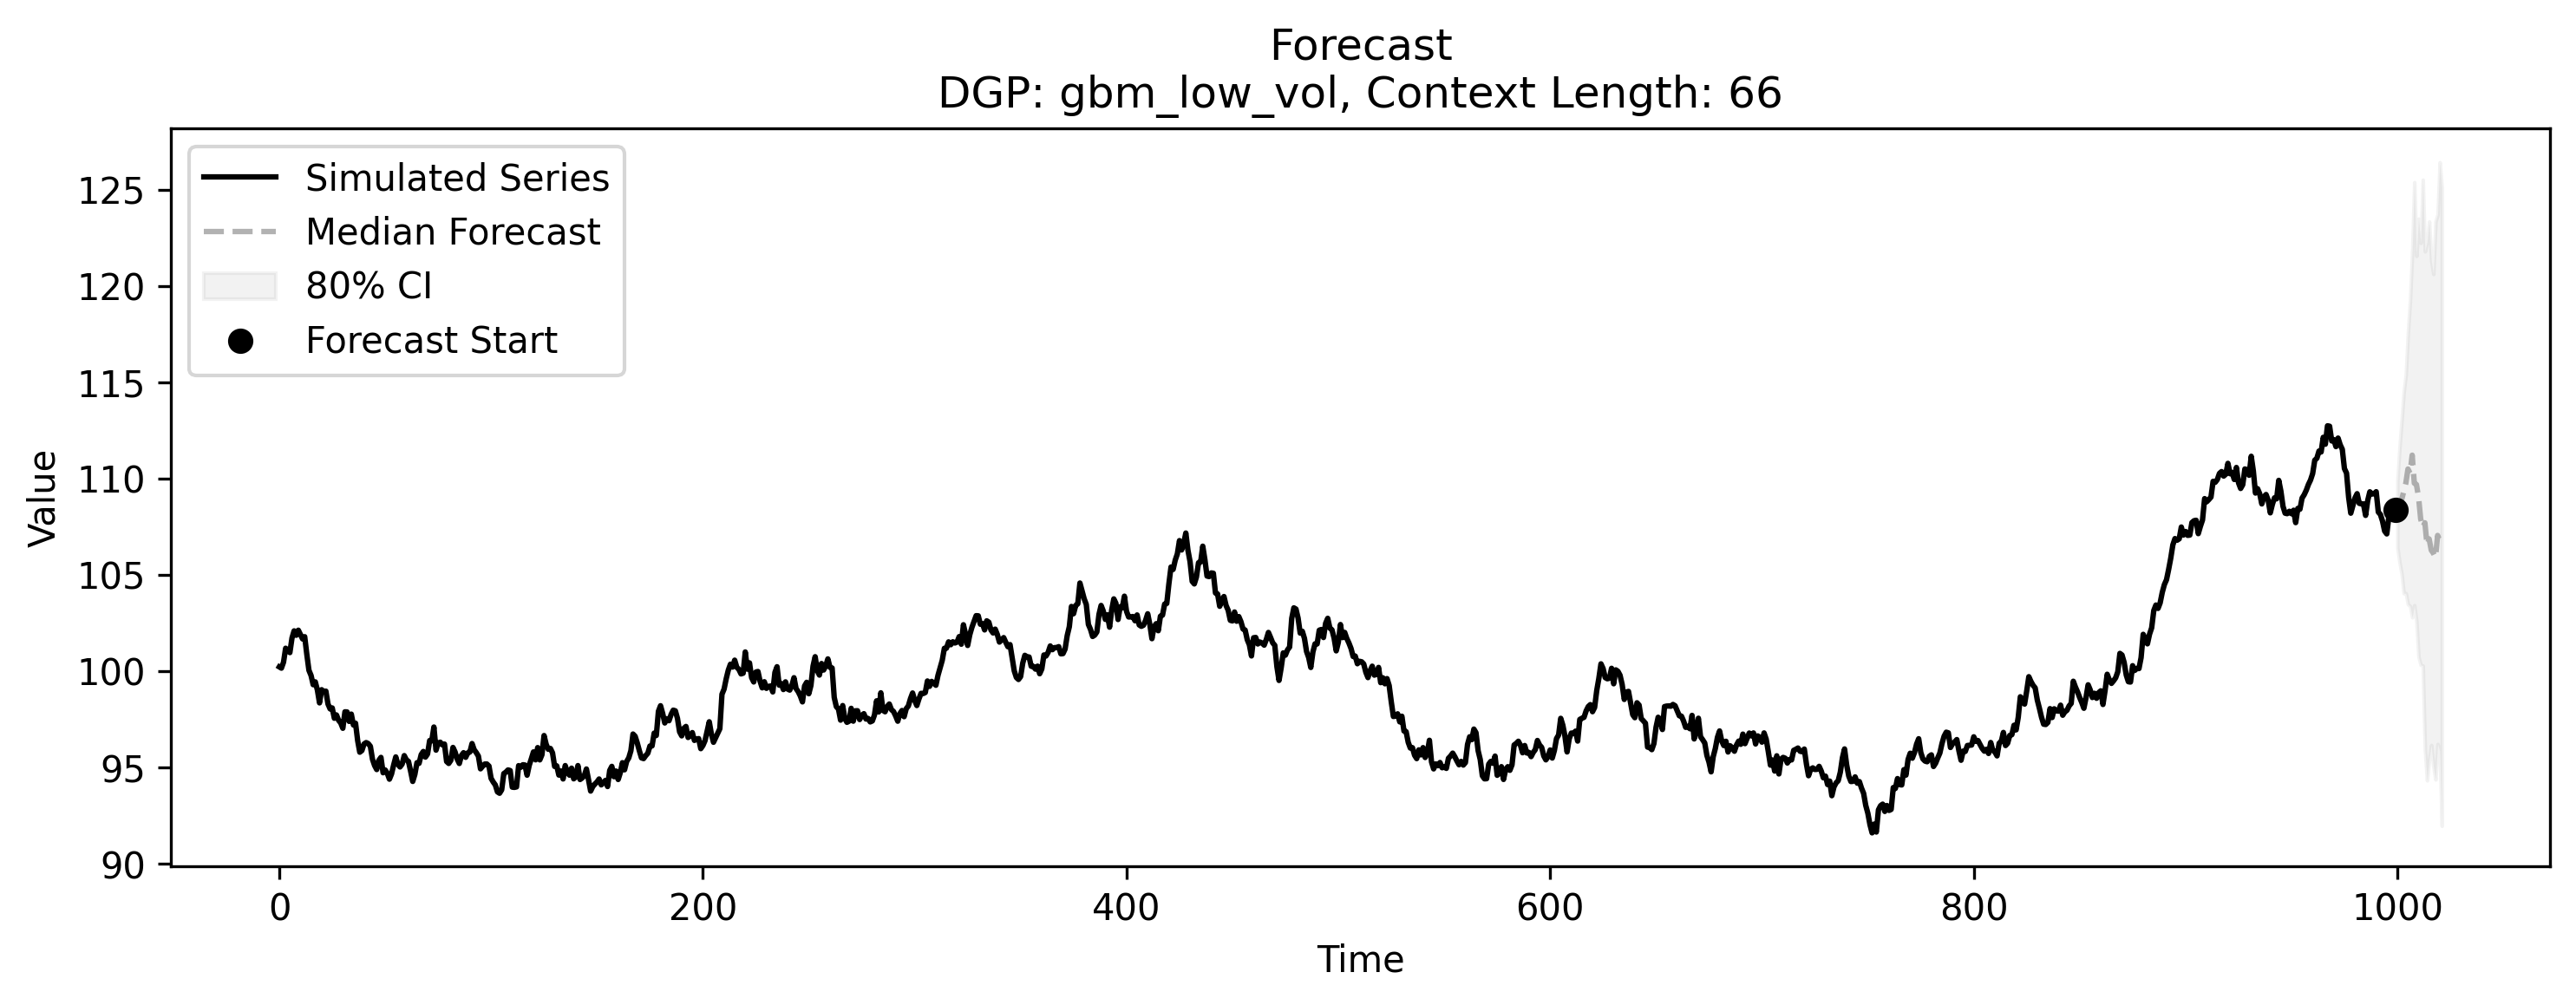 Forecast
DGP: gbm_low_vol, Context Length: 66
Simulated Series
Median Forecast
80% CI
Forecast Start
Value
125
120
115
110
105
100
95
90
0
200
400
600
800
1000
Time